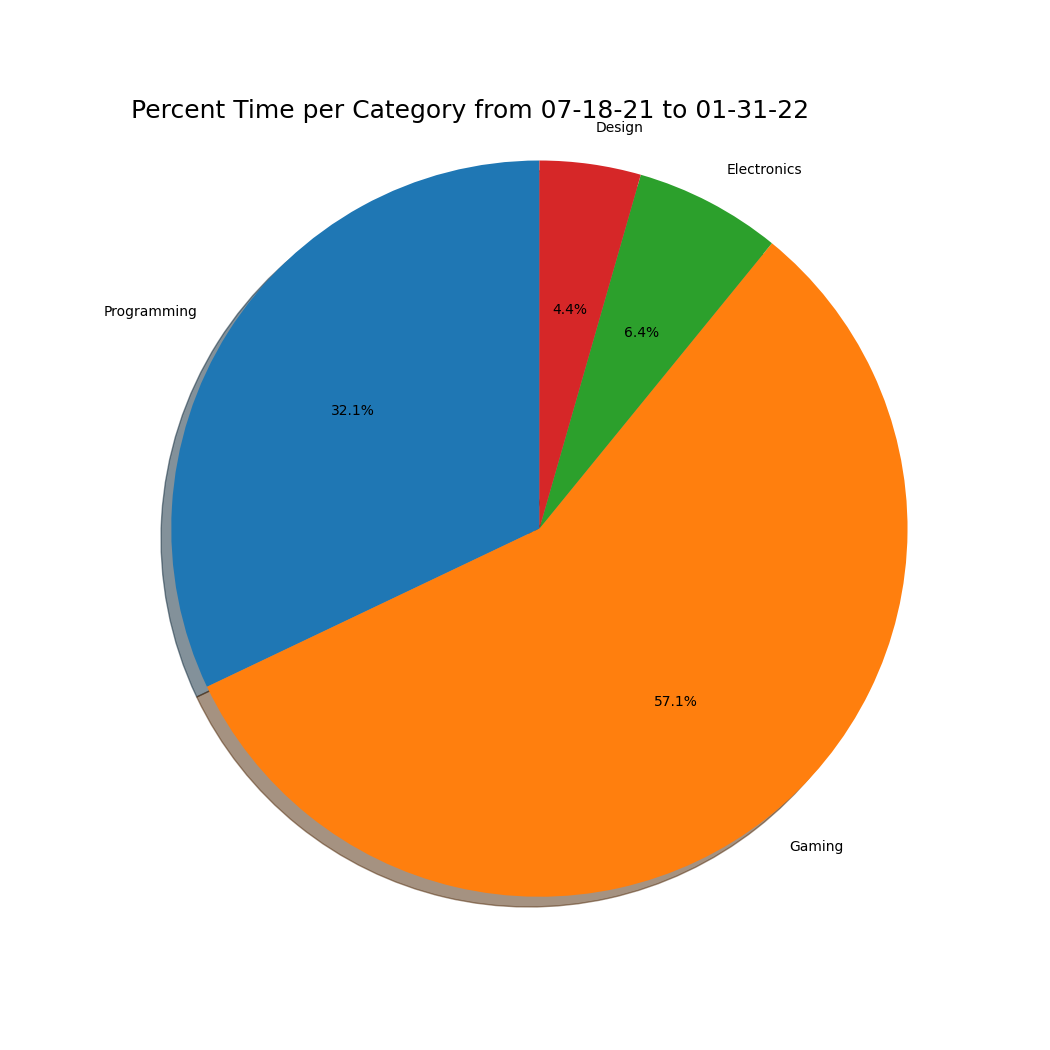 Percent Time per Category from 07-18-21 to 01-31-22
Design
Electronics
Programming
4.4%
6.4%
32.1%
57.1%
Gaming